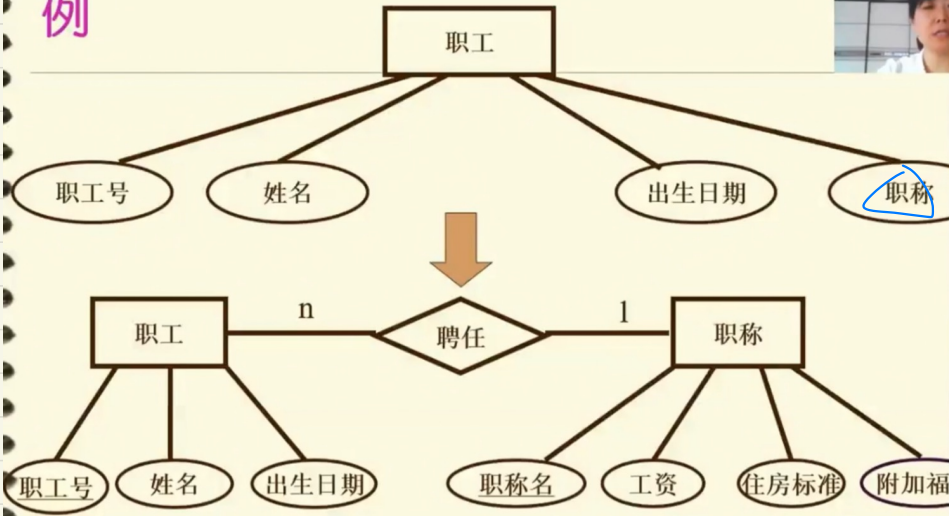 例
职工
职工号 姓名 出生日期 职称
n 1
职工 聘任 职称
职工号 姓名 出生日期 职称名 工资 住房标准 附加福